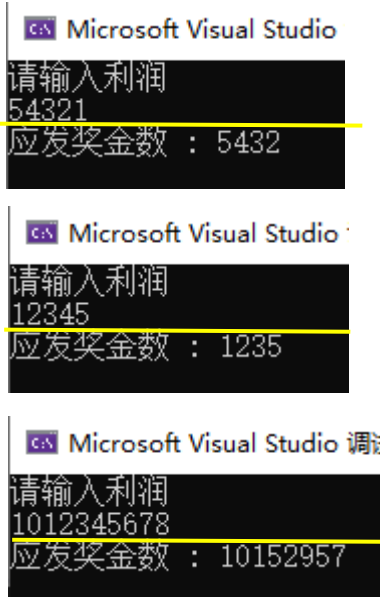 Microsoft Visual Studio
请输入利润
54321
应发奖金数 : 5432
Microsoft Visual Studio
请输入利润
12345
应发奖金数 : 1235
Microsoft Visual Studio 调
请输入利润
1012345678
应发奖金数 : 10152957